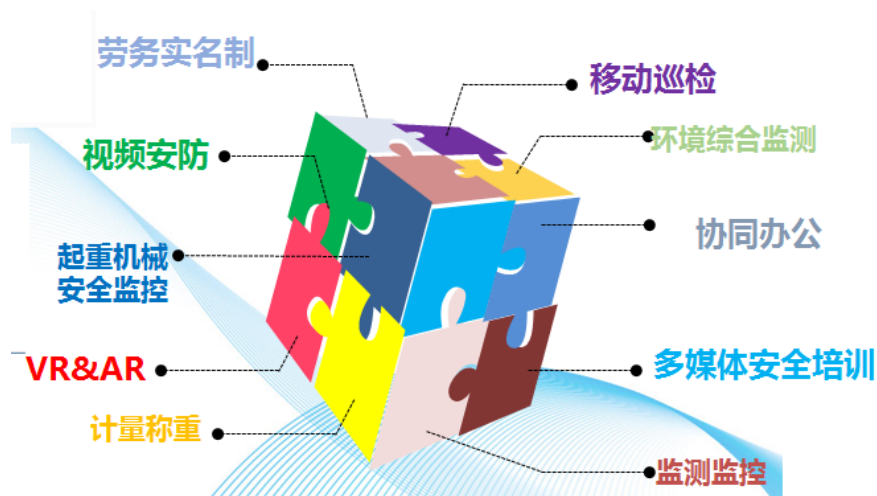 劳务实名制
移动巡检
视频安防
环境综合监测
协同办公
起重机械
安全监控
VR&AR
多媒体安全培训
计量称重
监测监控